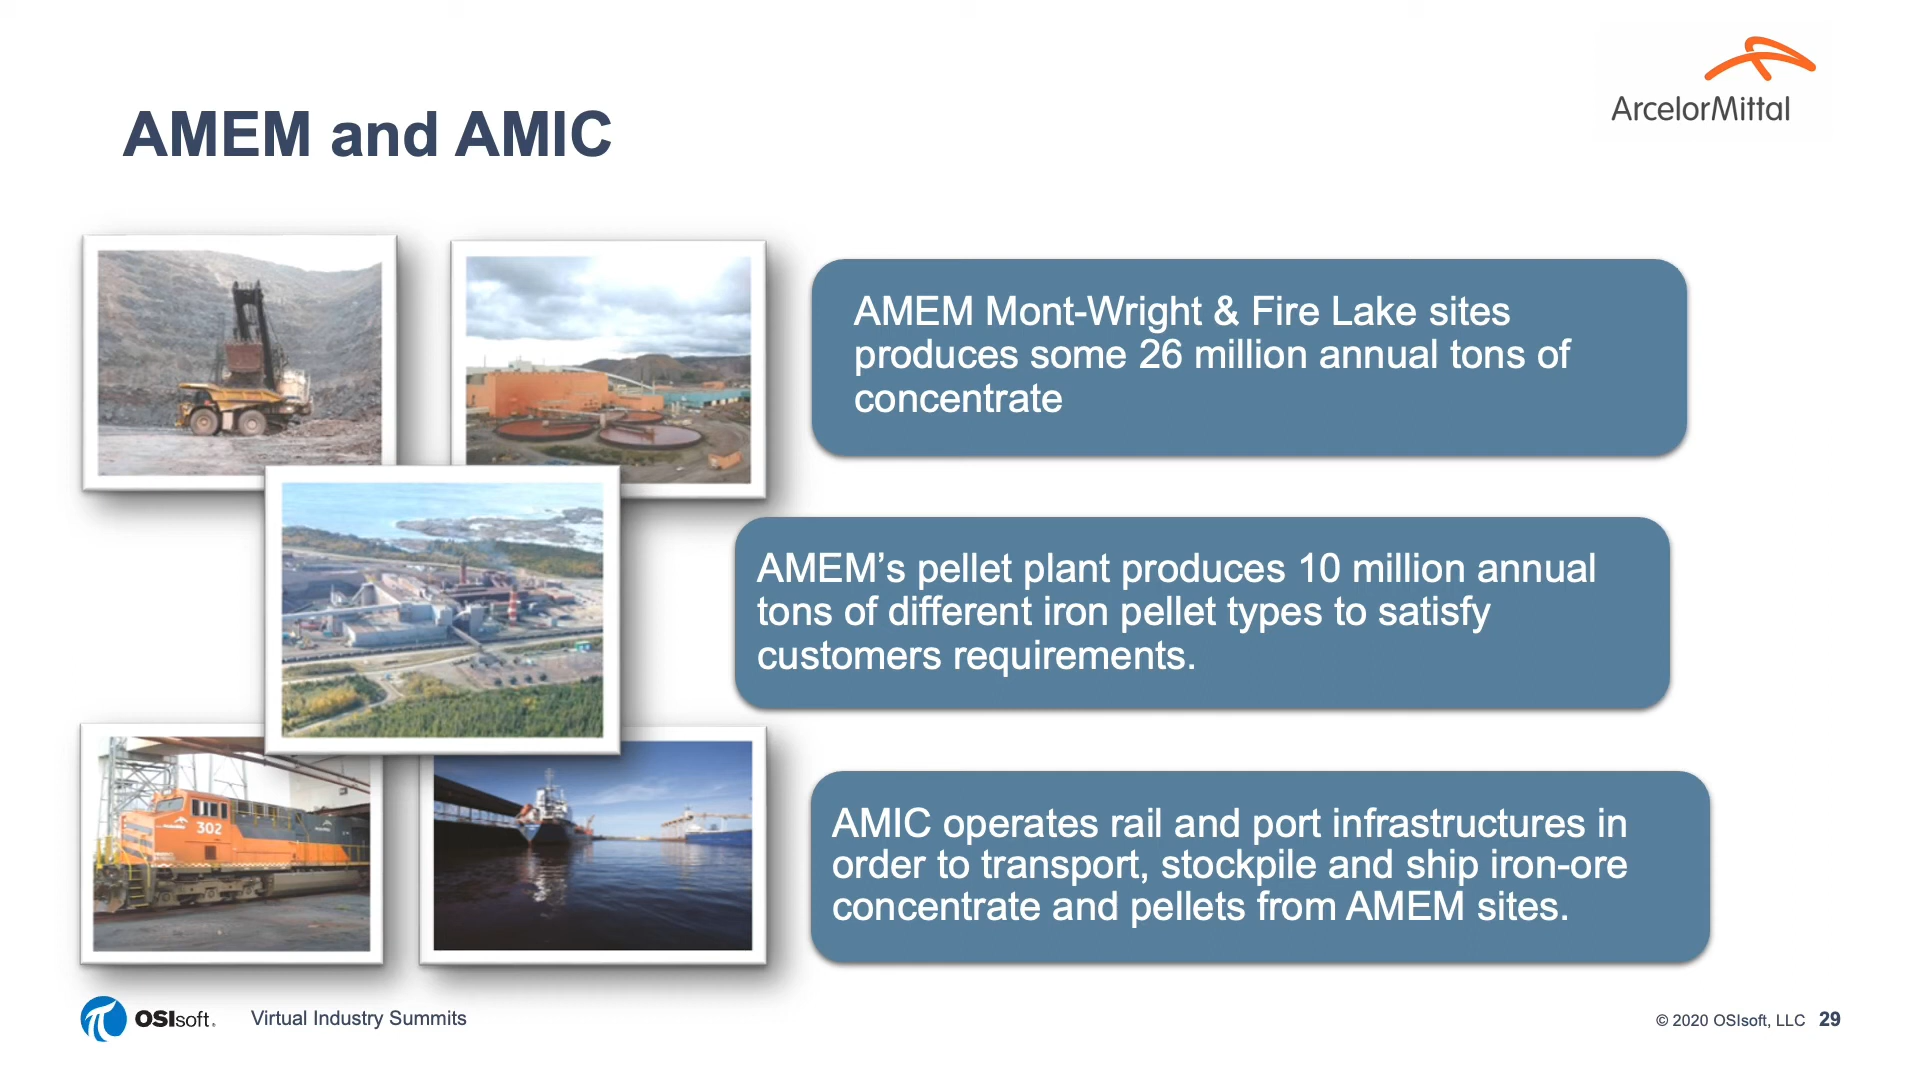 ArcelorMittal
AMEM and AMIC
AMEM Mont-Wright & Fire Lake sites
produces some 26 million annual tons of
concentrate
AMEM’s pellet plant produces 10 million annual
tons of different iron pellet types to satisfy
customers requirements.
302
AMIC operates rail and port infrastructures in
order to transport, stockpile and ship iron-ore
concentrate and pellets from AMEM sites.
OSIsoft®
Virtual Industry Summits
© 2020 OSIsoft, LLC 29